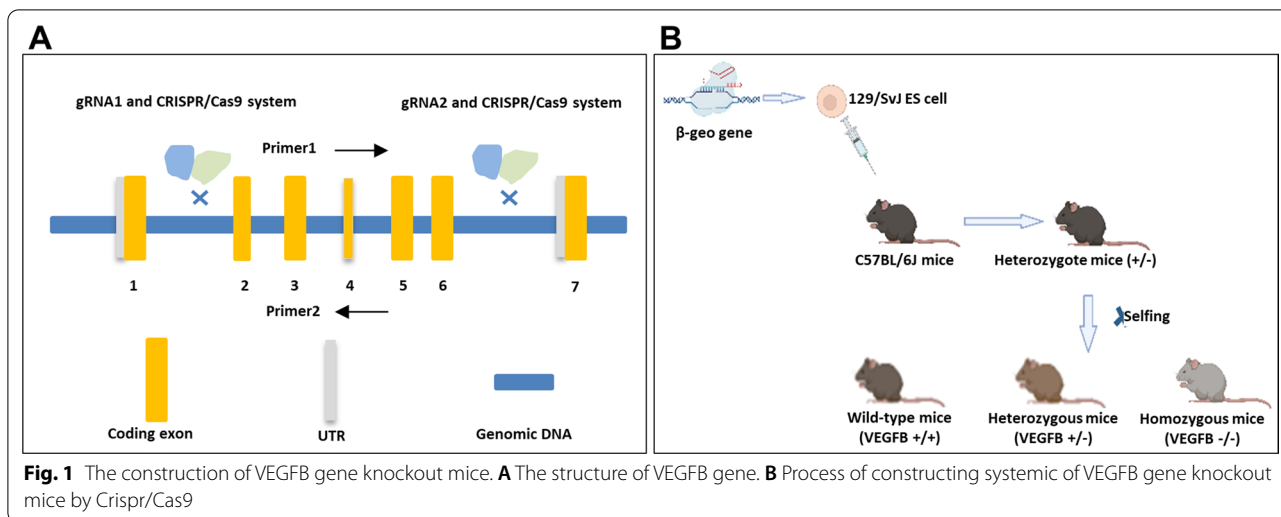 A
gRNA1 and CRISPR/Cas9 system
gRNA2 and CRISPR/Cas9 system
Primer1
1 2 3 4 5 6 7
Primer2
Coding exon
UTR
Genomic DNA
B
β-geo gene
129/SvJ ES cell
C57BL/6J mice
Heterozygote mice (+/-)
Selfing
Wild-type mice
(VEGFB +/+)
Heterozygous mice
(VEGFB +/-)
Homozygous mice
(VEGFB -/-)
Fig. 1 The construction of VEGFB gene knockout mice. A The structure of VEGFB gene. B Process of constructing systemic of VEGFB gene knockout
mice by Crispr/Cas9